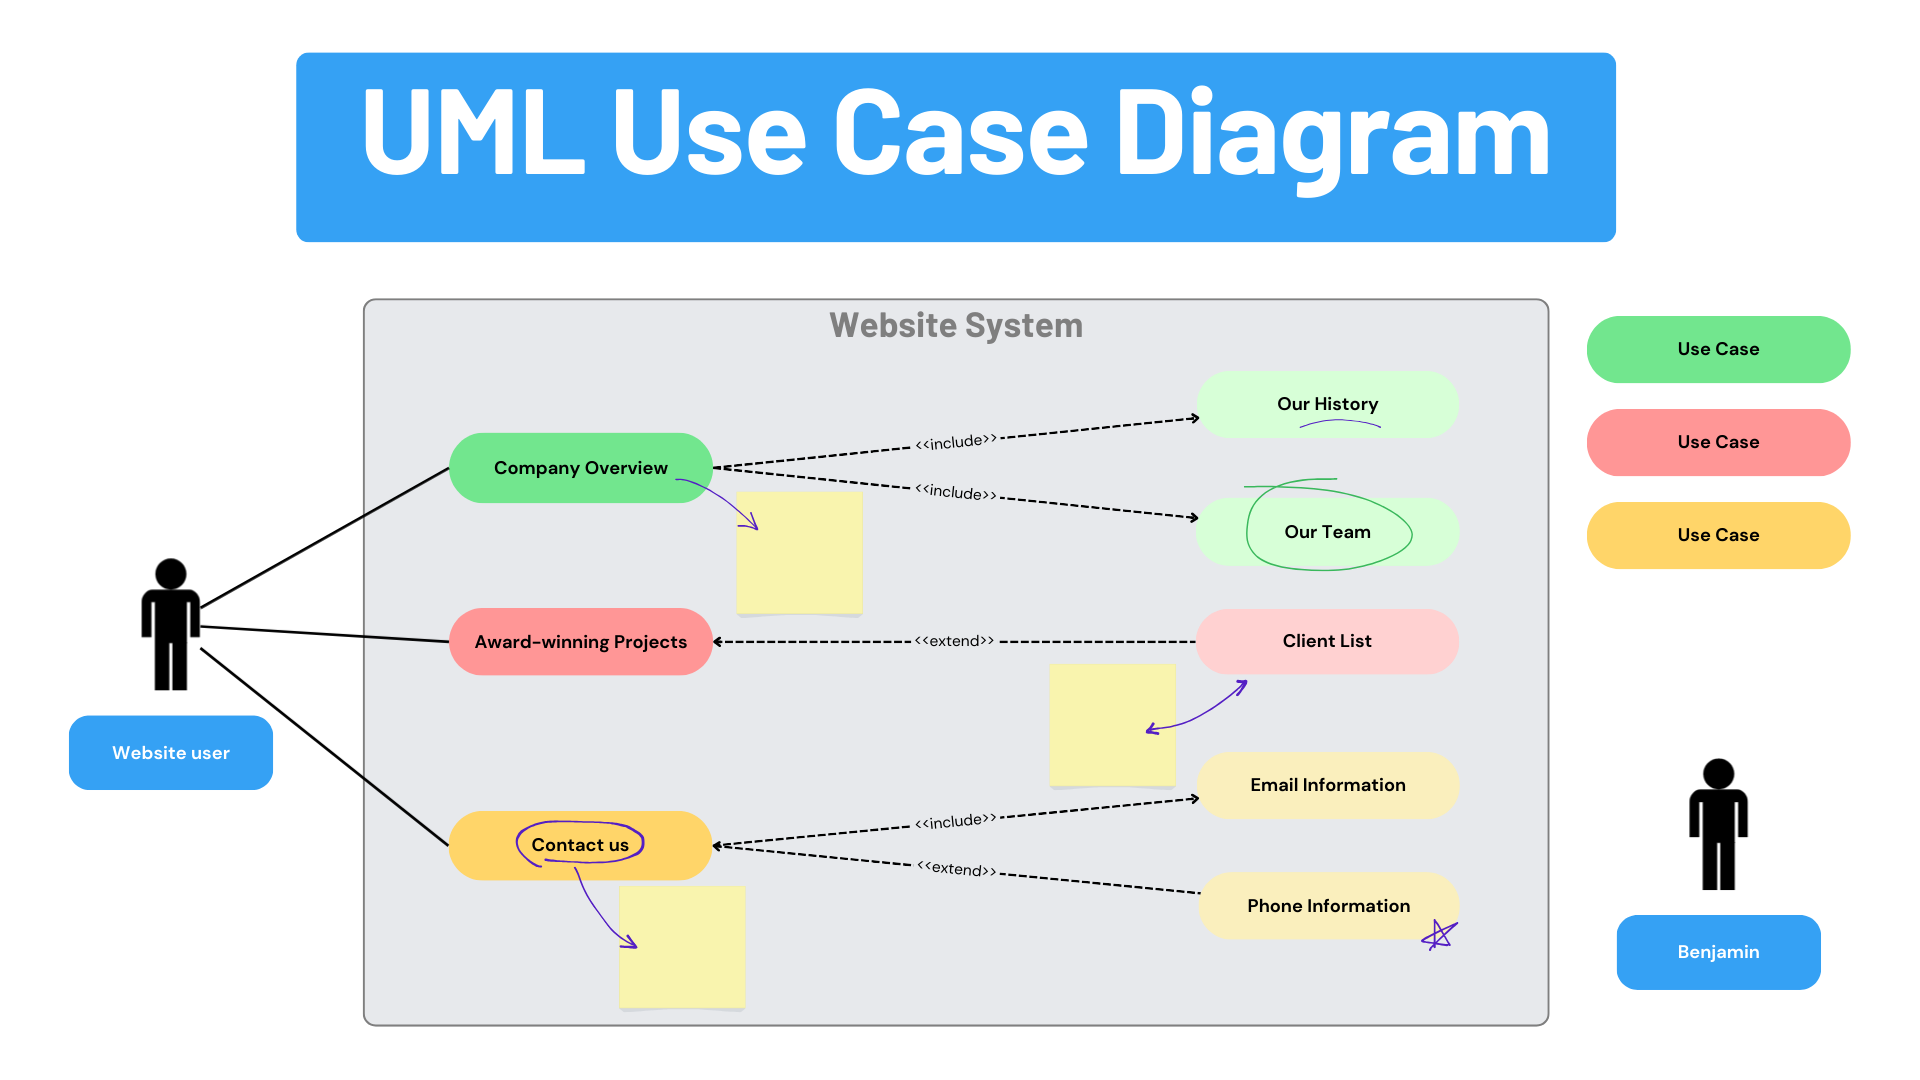 UML Use Case Diagram
Website System
Use Case
Use Case
Use Case
Our History
<<include>>
Company Overview
<<include>>
Our Team
Award-winning Projects
<<extend>>
Client List
Website user
Email Information
<<include>>
Contact us
<<extend>>
Phone Information
Benjamin